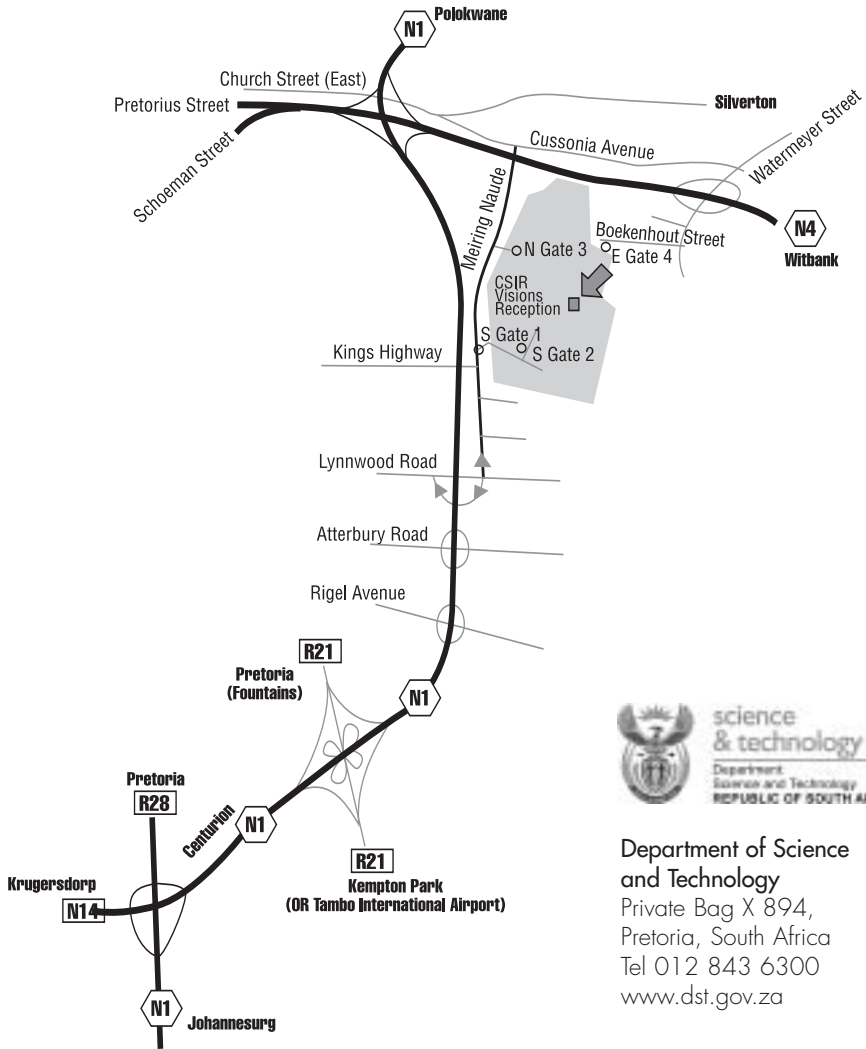 N1
Polokwane
Church Street (East)
Pretorius Street
Schoeman Street
Silverton
Cussonia Avenue
Watermeyer Street
Meiring Naude
N4
Witbank
Boekenhout Street
N Gate 3
E Gate 4
CSIR
Visions
Reception
S Gate 1
S Gate 2
Kings Highway
Lynnwood Road
Atterbury Road
Rigel Avenue
R21
Pretoria
(Fountains)
N1
Pretoria
R28
Centurion
N1
R21
Kempton Park
(OR Tambo International Airport)
Krugersdorp
N14
N1
Johannesurg
science
& technology
Department
Science and Technology
REPUBLIC OF SOUTH AF
Department of Science
and Technology
Private Bag X 894,
Pretoria, South Africa
Tel 012 843 6300
www.dst.gov.za